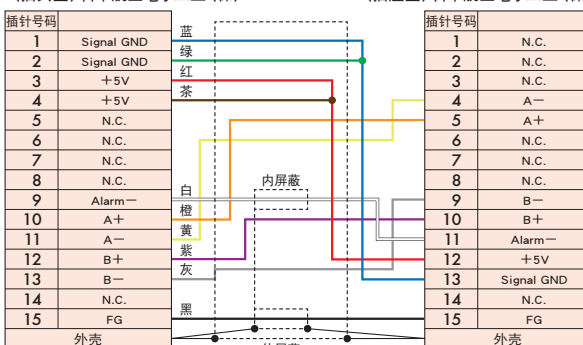 插针号码
1 Signal GND
2 Signal GND
3 +5V
4 +5V
5 N.C.
6 N.C.
7 N.C.
8 N.C.
9 Alarm−
10 A+
11 A−
12 B+
13 B−
14 N.C.
15 FG
外壳
蓝
绿
红
茶
白
橙
黄
紫
灰
黑
内屏蔽
插针号码
1 N.C.
2 N.C.
3 N.C.
4 A−
5 A+
6 N.C.
7 N.C.
8 N.C.
9 B−
10 B+
11 Alarm−
12 +5V
13 Signal GND
14 N.C.
15 FG
外壳